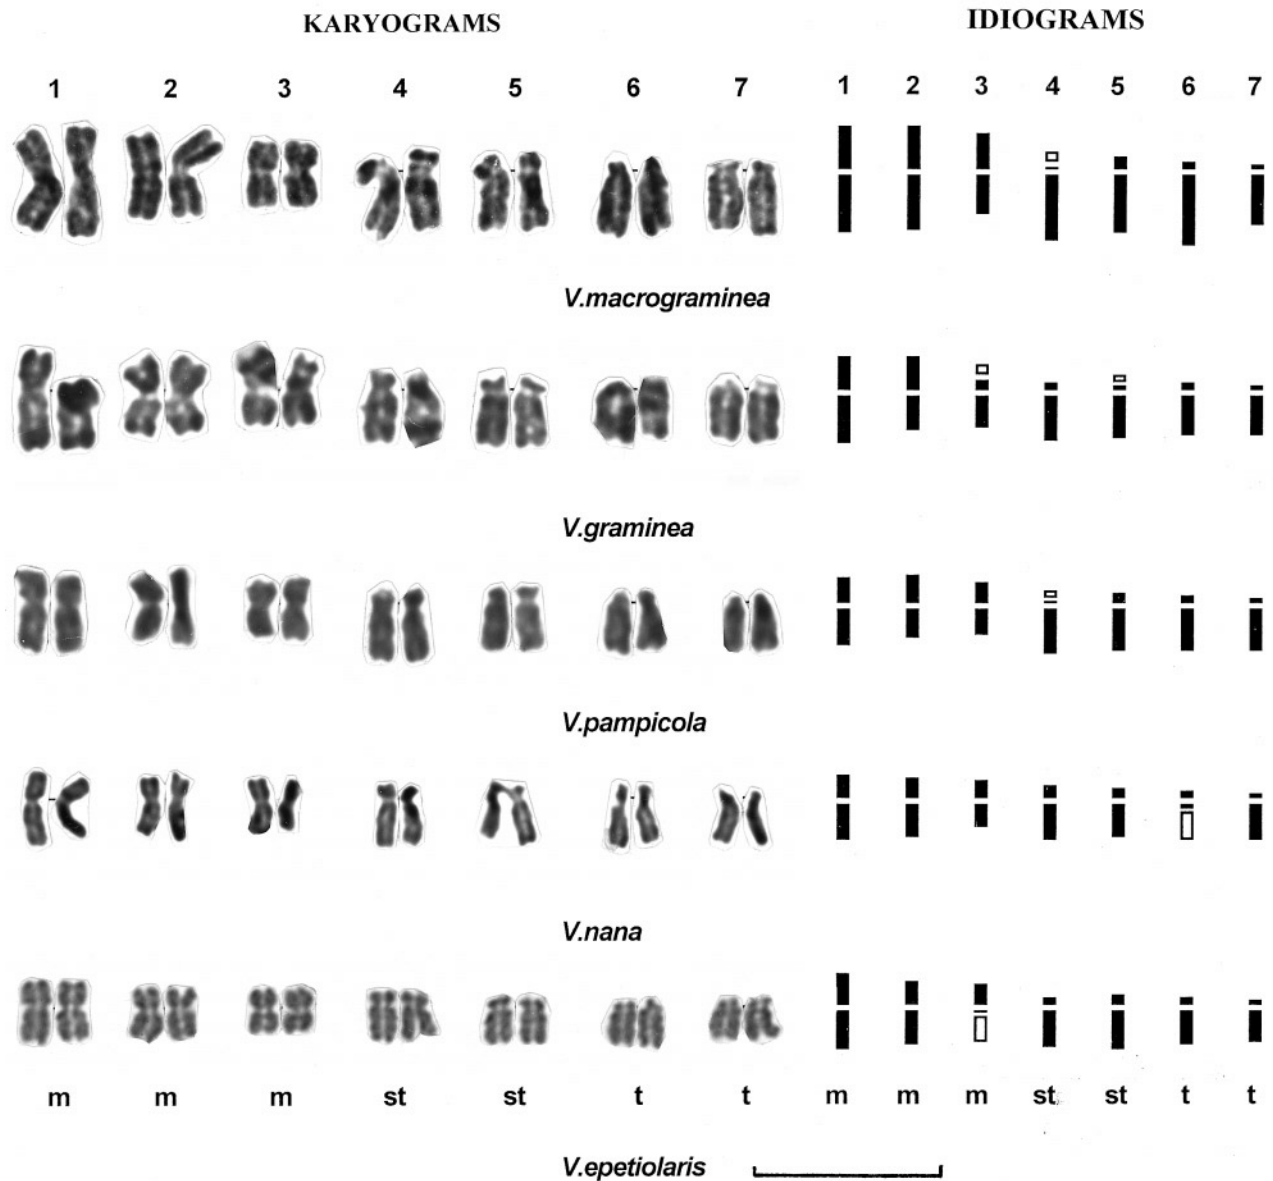 KARYOGRAMS IDIOGRAMS
1 2 3 4 5 6 7 1 2 3 4 5 6 7
V.macrograminea
V.graminea
V.pampicola
V.nana
m m m st st t t m m m st st t t
V.epetiolaris